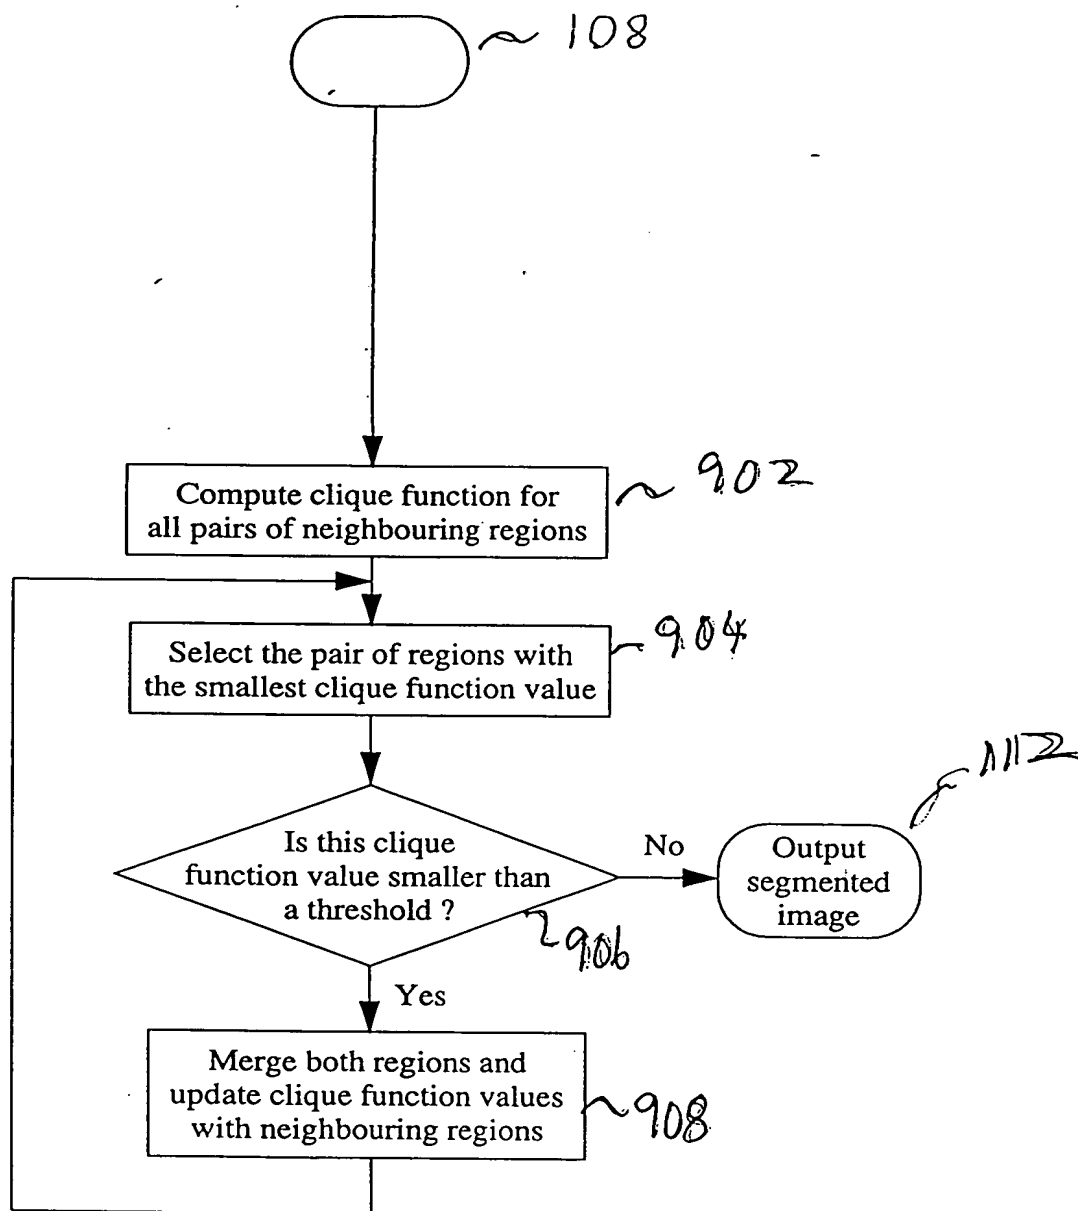 108
Compute clique function for
all pairs of neighbouring regions
902
Select the pair of regions with
the smallest clique function value
904
Is this clique
function value smaller than
a threshold ?
906
No
Output
segmented
image
Yes
Merge both regions and
update clique function values
with neighbouring regions
908